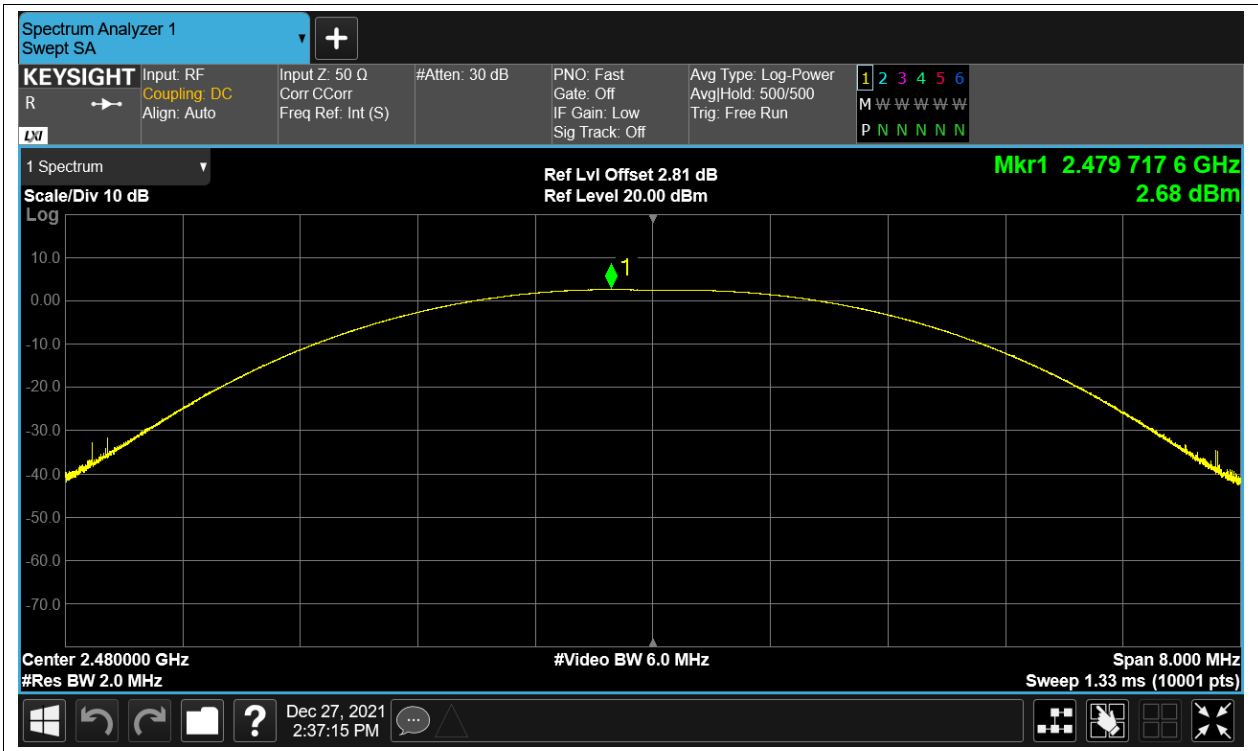 Spectrum Analyzer 1
Swept SA
KEYSIGHT
R
LXI
Input: RF
Coupling: DC
Align: Auto
Input Z: 50 Ω
Corr CCorr
Freq Ref: Int (S)
#Atten: 30 dB
PNO: Fast
Gate: Off
IF Gain: Low
Sig Track: Off
Avg Type: Log-Power
Avg|Hold: 500/500
Trig: Free Run
1 2 3 4 5 6
M W W W W W
P N N N N N
1 Spectrum
Scale/Div 10 dB
Ref Lvl Offset 2.81 dB
Ref Level 20.00 dBm
Mkr1 2.479 717 6 GHz
2.68 dBm
Log
10.0
0.00
-10.0
-20.0
-30.0
-40.0
-50.0
-60.0
-70.0
1
Center 2.480000 GHz
#Res BW 2.0 MHz
#Video BW 6.0 MHz
Span 8.000 MHz
Sweep 1.33 ms (10001 pts)
?
Dec 27, 2021
2:37:15 PM